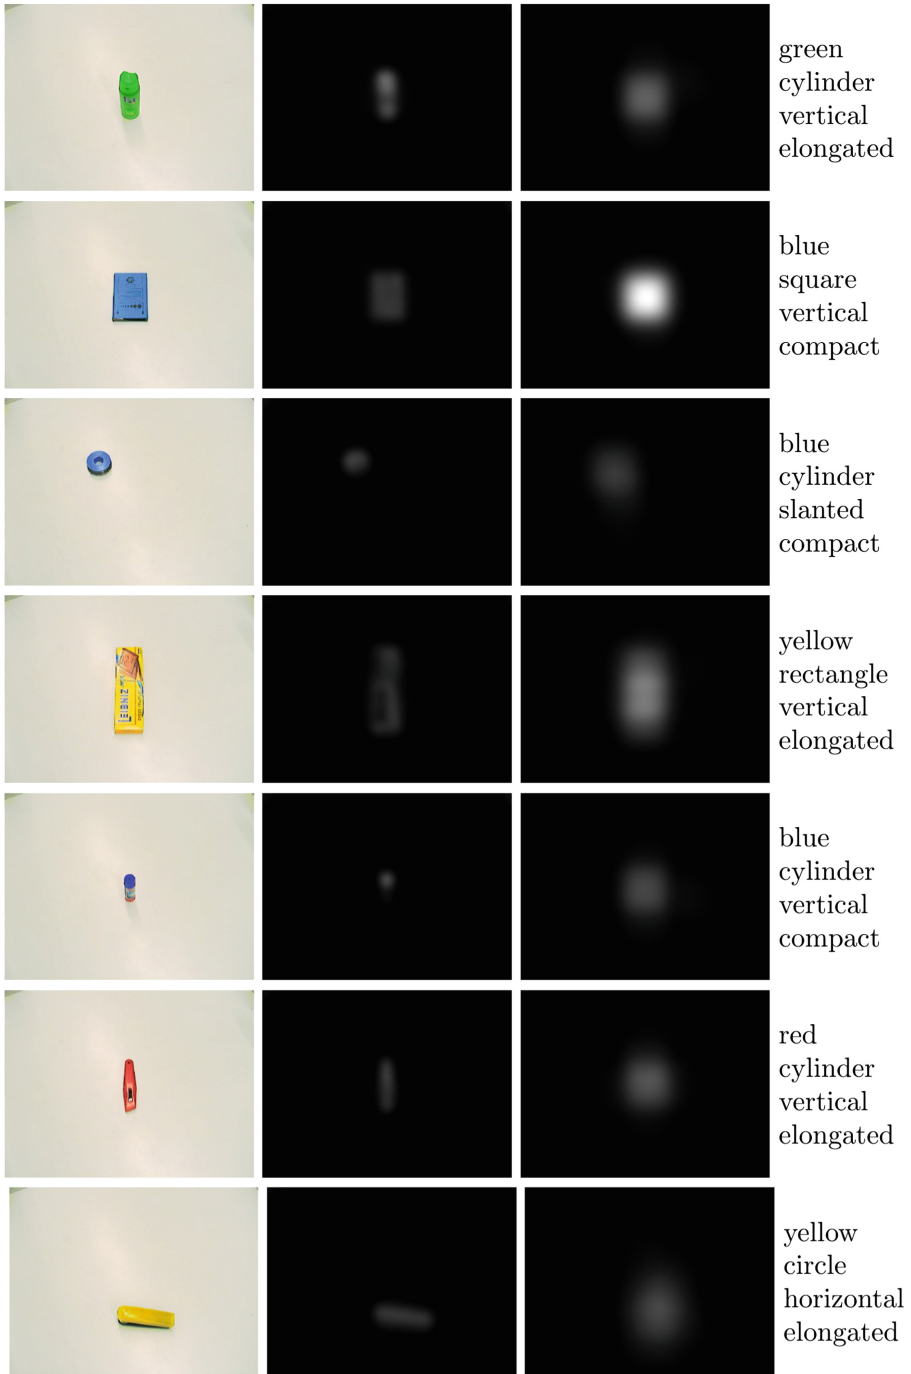 green
cylinder
vertical
elongated
blue
square
vertical
compact
blue
cylinder
slanted
compact
LEIBNIZ
yellow
rectangle
vertical
elongated
blue
cylinder
vertical
compact
red
cylinder
vertical
elongated
yellow
circle
horizontal
elongated